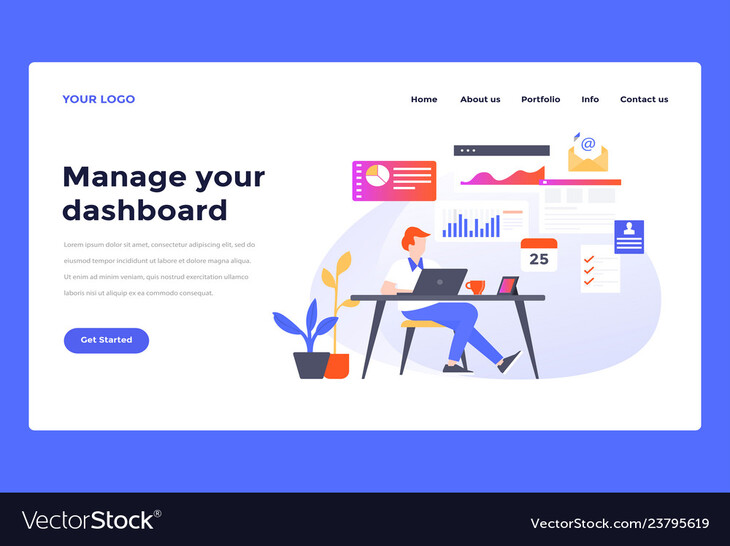 YOUR LOGO
Home About us Portfolio Info Contact us
@
Manage your
dashboard
25
Lorem ipsum dolor sit amet, consectetur adipiscing elit, sed do
eiusmod tempor incididunt ut labore et dolore magna aliqua.
Ut enim ad minim veniam, quis nostrud exercitation ullamco
laboris nisi ut aliquip ex ea commodo consequat.
Get Started
VectorStock®
VectorStock.com/23795619